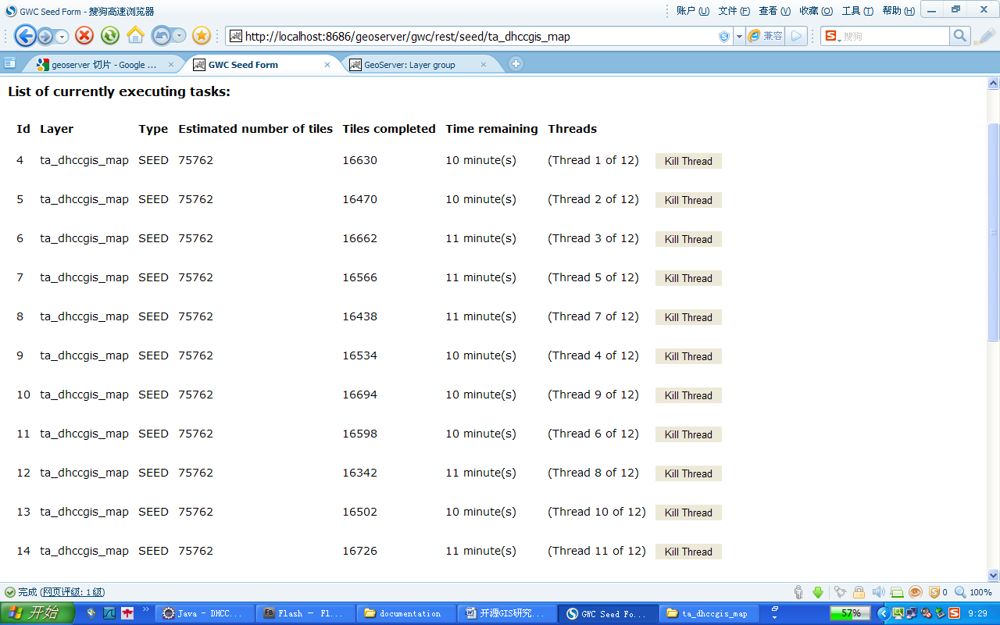 GWC Seed Form - 搜狗高速浏览器
账户 (U) 文件 (F) 查看 (V) 收藏 (O) 工具 (T) 帮助 (H)
http://localhost:8686/geoserver/gwc/rest/seed/ta_dhccgis_map 兼容 搜狗
geoserver 切片 - Google ... GWC Seed Form GeoServer: Layer group
List of currently executing tasks:
Id Layer Type Estimated number of tiles Tiles completed Time remaining Threads
4 ta_dhccgis_map SEED 75762 16630 10 minute(s) (Thread 1 of 12) Kill Thread
5 ta_dhccgis_map SEED 75762 16470 10 minute(s) (Thread 2 of 12) Kill Thread
6 ta_dhccgis_map SEED 75762 16662 11 minute(s) (Thread 3 of 12) Kill Thread
7 ta_dhccgis_map SEED 75762 16566 11 minute(s) (Thread 5 of 12) Kill Thread
8 ta_dhccgis_map SEED 75762 16438 11 minute(s) (Thread 7 of 12) Kill Thread
9 ta_dhccgis_map SEED 75762 16534 10 minute(s) (Thread 4 of 12) Kill Thread
10 ta_dhccgis_map SEED 75762 16694 10 minute(s) (Thread 9 of 12) Kill Thread
11 ta_dhccgis_map SEED 75762 16598 10 minute(s) (Thread 6 of 12) Kill Thread
12 ta_dhccgis_map SEED 75762 16342 11 minute(s) (Thread 8 of 12) Kill Thread
13 ta_dhccgis_map SEED 75762 16502 10 minute(s) (Thread 10 of 12) Kill Thread
14 ta_dhccgis_map SEED 75762 16726 11 minute(s) (Thread 11 of 12) Kill Thread
完成 (网页评级: 1级) 0 100%
开始 Java - DHCC... Flash - Fl... documentation 开源GIS研究... GWC Seed Fo... ta_dhccgis_map 57% 9:29